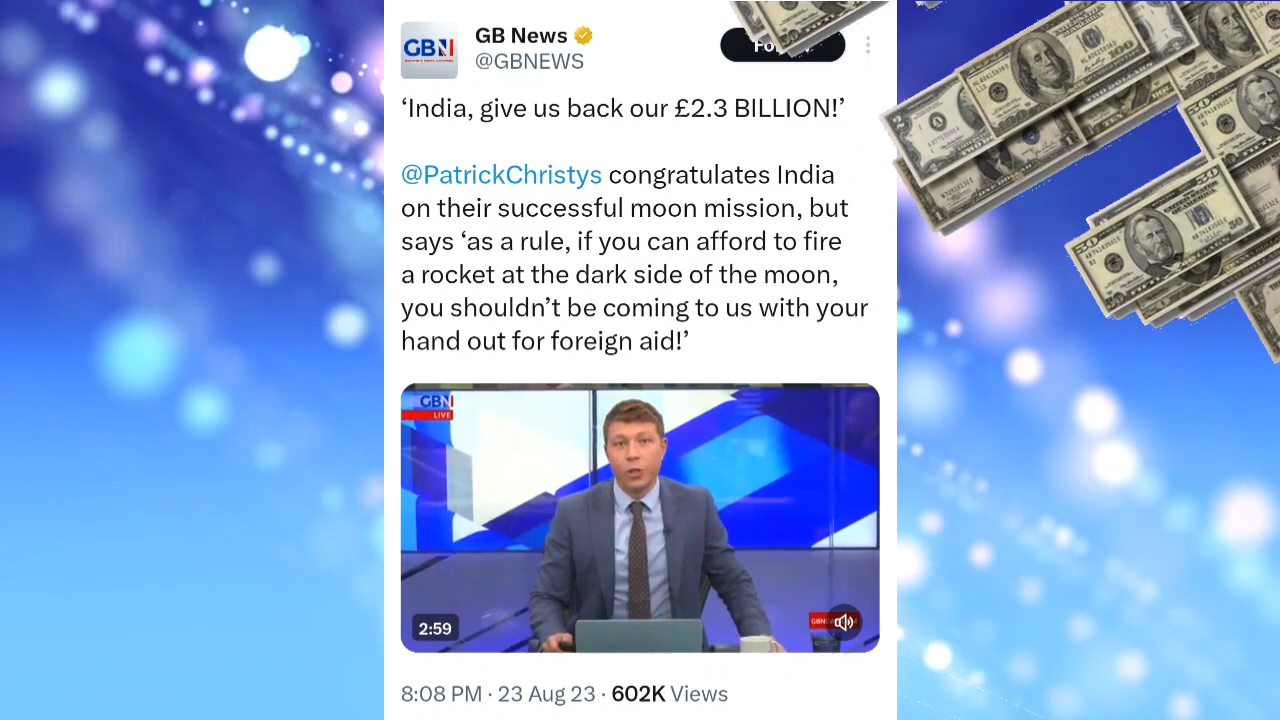 GBN
GB News
@GBNEWS
‘India, give us back our £2.3 BILLION!’
@PatrickChristys congratulates India
on their successful moon mission, but
says ‘as a rule, if you can afford to fire
a rocket at the dark side of the moon,
you shouldn’t be coming to us with your
hand out for foreign aid!’
GBN
LIVE
2:59
8:08 PM · 23 Aug 23 · 602K Views